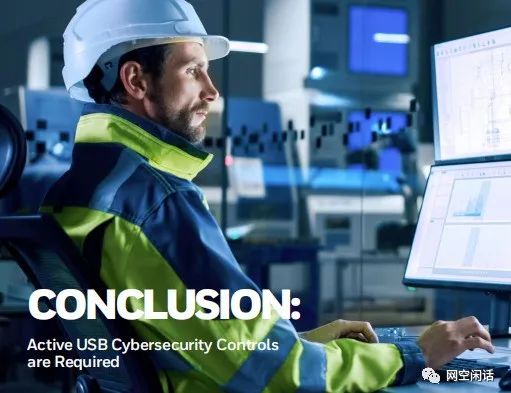 CONCLUSION:
Active USB Cybersecurity Controls
are Required
网空闲话